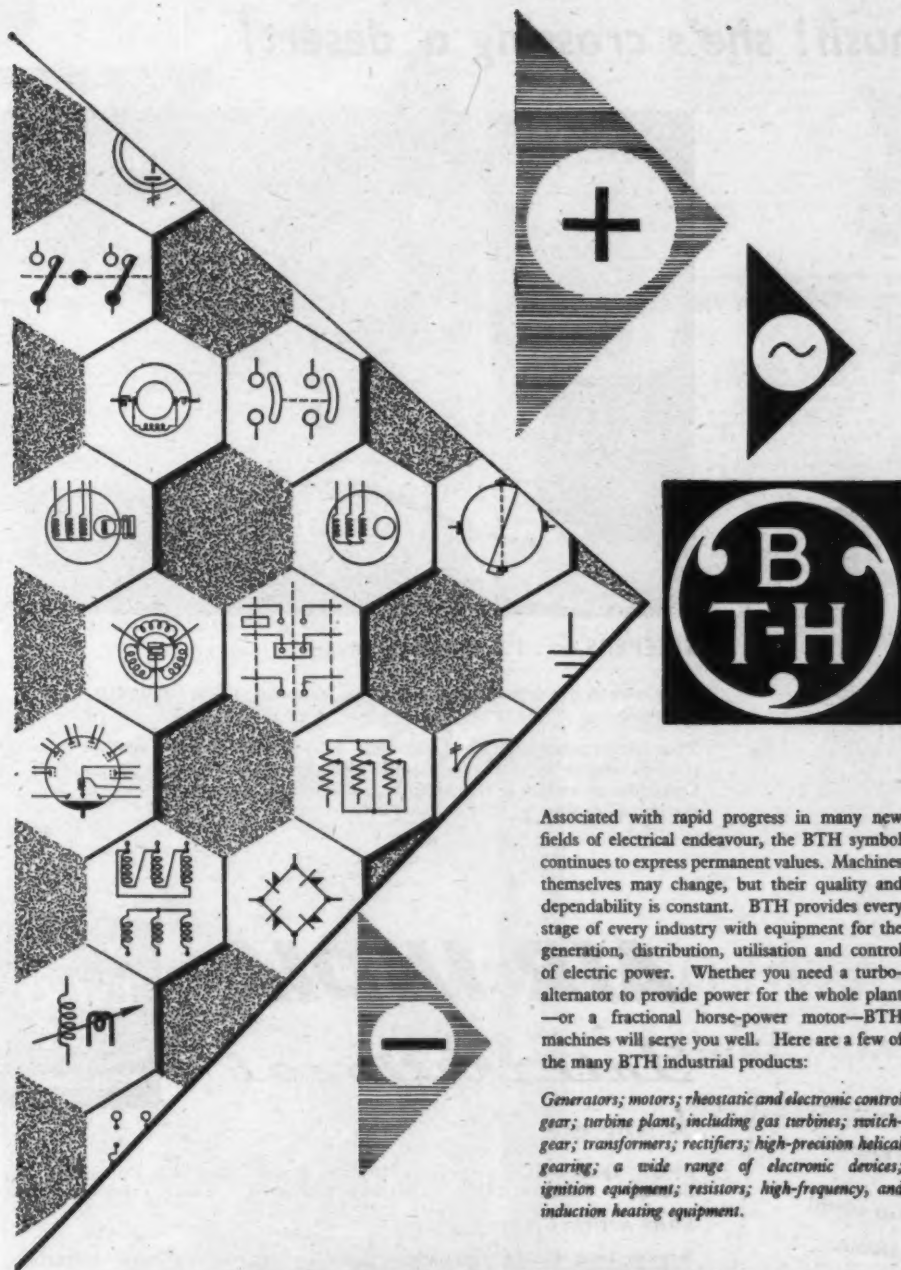 hush! she's crossing a desert!
+
~
B
T-H
Associated with rapid progress in many new
fields of electrical endeavour, the BTH symbol
continues to express permanent values. Machines
themselves may change, but their quality and
dependability is constant. BTH provides every
stage of every industry with equipment for the
generation, distribution, utilisation and control
of electric power. Whether you need a turbo-
alternator to provide power for the whole plant
—or a fractional horse-power motor—BTH
machines will serve you well. Here are a few of
the many BTH industrial products:
Generators; motors; rheostatic and electronic control
gear; turbine plant, including gas turbines; switch-
gear; transformers; rectifiers; high-precision helical
gearing; a wide range of electronic devices;
ignition equipment; resistors; high-frequency, and
induction heating equipment.
−